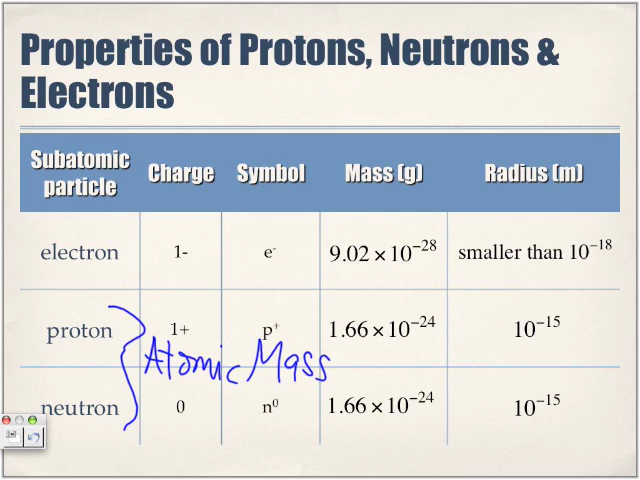 Properties of Protons, Neutrons &
Electrons
Subatomic particle Charge Symbol Mass (g) Radius (m)
electron 1- e⁻ 9.02 × 10⁻²⁸ smaller than 10⁻¹⁸
proton 1+ p⁺ 1.66 × 10⁻²⁴ 10⁻¹⁵
Atomic Mass
neutron 0 n⁰ 1.66 × 10⁻²⁴ 10⁻¹⁵